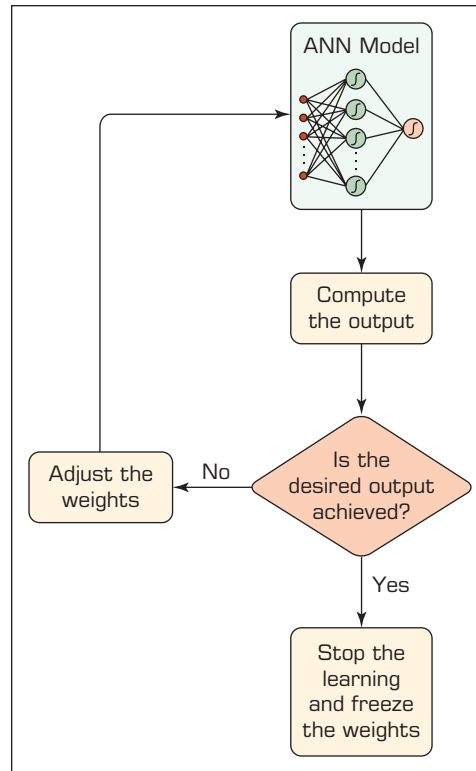 ANN Model
Compute
the output
Is the
desired output
achieved?
No
Adjust the
weights
Yes
Stop the
learning
and freeze
the weights